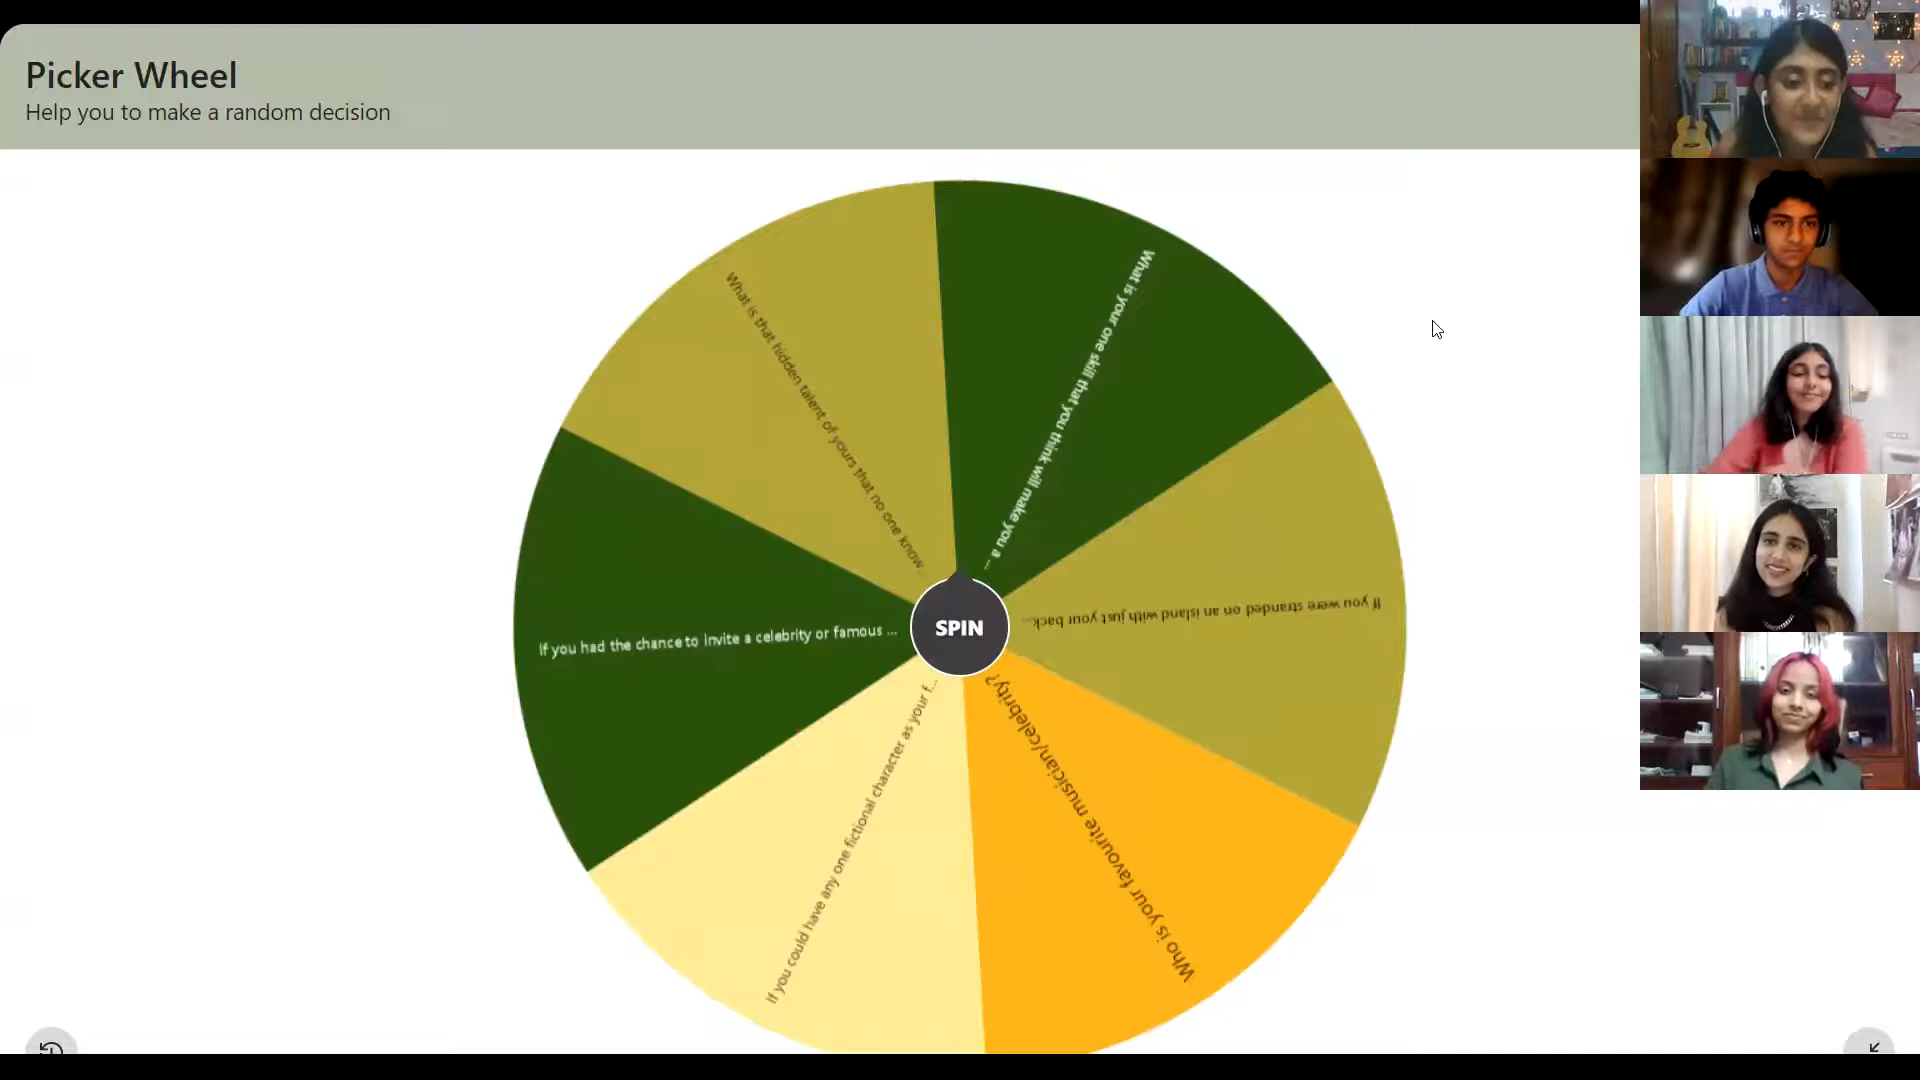 Picker Wheel
Help you to make a random decision
What is that hidden talent of yours that no one know...
What is your one skill that you think will make you a ...
If you were stranded on an island with just your back...
Who is your favourite musician/celebrity?
If you could have any one fictional character as your f...
If you had the chance to Invite a celebrity or famous ...
SPIN